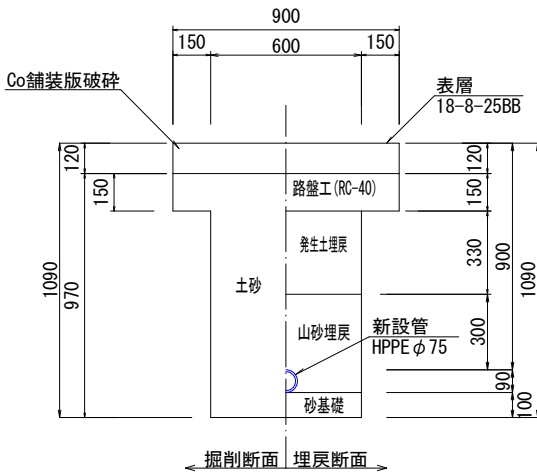 900
150
600
150
Co舗装版破砕
表層
18-8-25BB
120
150
1090
970
路盤工(RC-40)
発生土埋戻
土砂
山砂埋戻
新設管
HPPEφ75
砂基礎
120
150
330
300
90
100
900
1090
掘削断面
埋戻断面